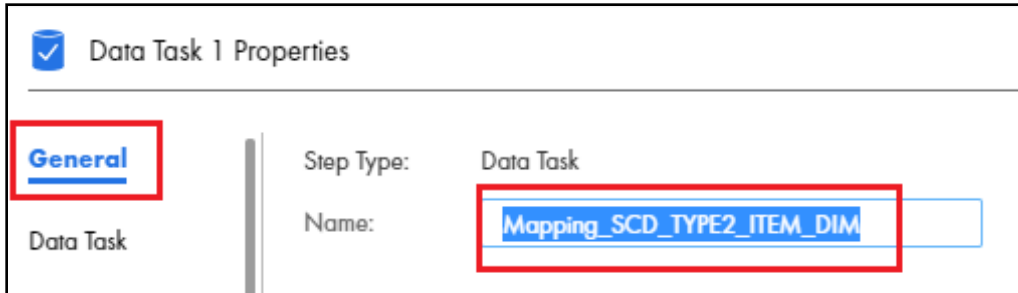 Data Task 1 Properties
General
Step Type: Data Task
Name: Mapping_SCD_TYPE2_ITEM_DIM
Data Task